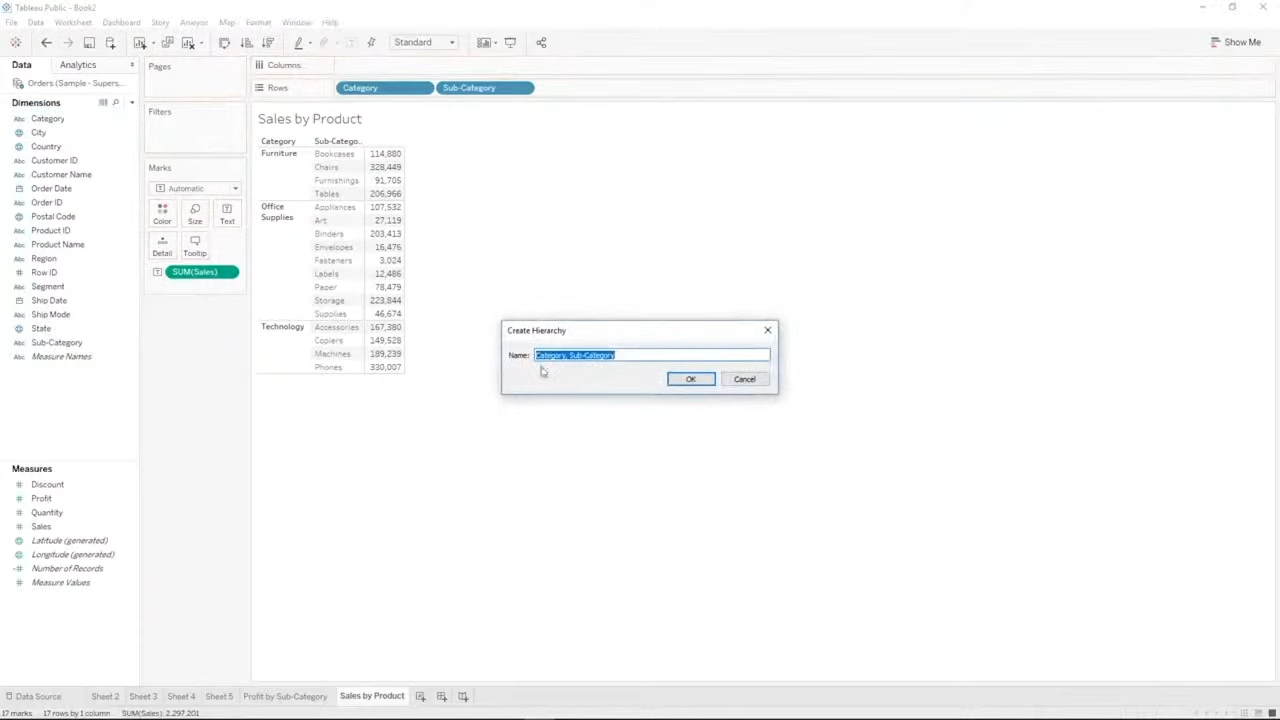 Tableau Public - Book2
File Data Worksheet Dashboard Story Analysis Map Format Window Help
Standard
Show Me
Data Analytics
Orders (Sample - Supers...
Dimensions
Category
City
Country
Customer ID
Customer Name
Order Date
Order ID
Postal Code
Product ID
Product Name
Region
Row ID
Segment
Ship Date
Ship Mode
State
Sub-Category
Measure Names
Measures
Discount
Profit
Quantity
Sales
Latitude (generated)
Longitude (generated)
Number of Records
Measure Values
Pages
Filters
Marks
Automatic
Color Size Text
Detail Tooltip
SUM(Sales)
Columns
Rows Category Sub-Category
Sales by Product
Category Sub-Catego..
Furniture Bookcases 114,880
Chairs 328,449
Furnishings 91,705
Tables 206,966
Office Supplies Appliances 107,532
Art 27,119
Binders 203,413
Envelopes 16,476
Fasteners 3,024
Labels 12,486
Paper 78,479
Storage 223,844
Supplies 46,674
Technology Accessories 167,380
Copiers 149,528
Machines 189,239
Phones 330,007
Create Hierarchy
Name: Category, Sub-Category
OK Cancel
Data Source Sheet 2 Sheet 3 Sheet 4 Sheet 5 Profit by Sub-Category Sales by Product
17 marks 17 rows by 1 column SUM(Sales): 2,297,201